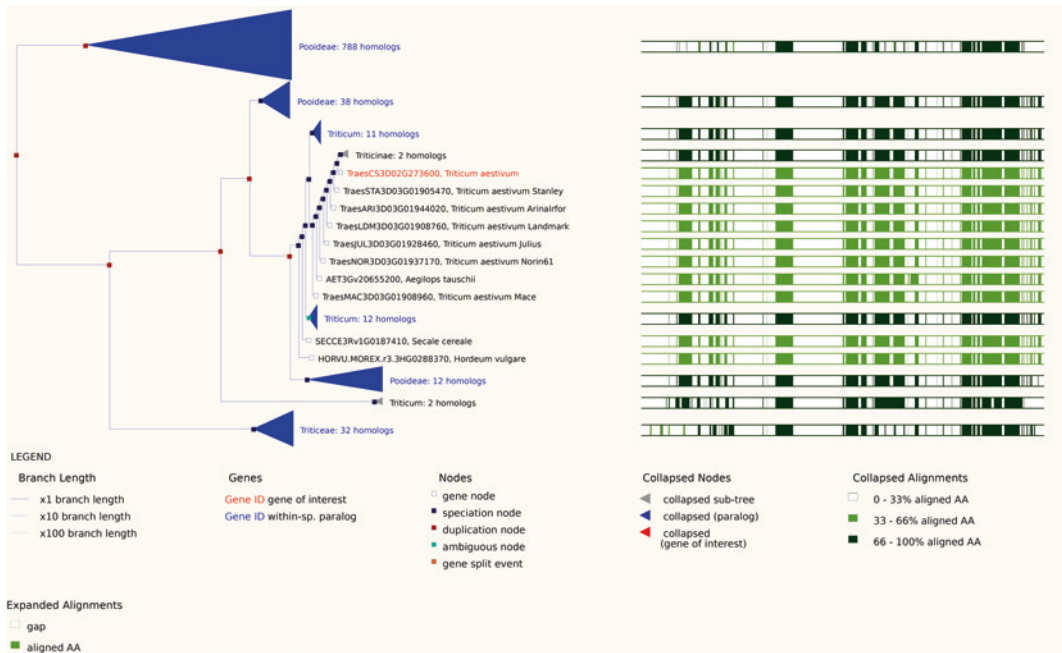 Pooideae: 788 homologs
Pooideae: 38 homologs
Triticum: 11 homologs
Triticinae: 2 homologs
TraesCS3D02G273600, Triticum aestivum
TraesSTA3D03G01905470, Triticum aestivum Stanley
TraesARI3D03G01944020, Triticum aestivum Arinalrfor
TraesLDM3D03G01908760, Triticum aestivum Landmark
TraesJUL3D03G01928460, Triticum aestivum Julius
TraesNOR3D03G01937170, Triticum aestivum Norin61
AET3Gv20655200, Aegilops tauschii
TraesMAC3D03G01908960, Triticum aestivum Mace
Triticum: 12 homologs
SECCE3Rv1G0187410, Secale cereale
HORVU.MOREX.r3.3HG0288370, Hordeum vulgare
Pooideae: 12 homologs
Triticum: 2 homologs
Triticeae: 32 homologs
LEGEND
Branch Length
x1 branch length
x10 branch length
x100 branch length
Genes
Gene ID gene of interest
Gene ID within-sp. paralog
Nodes
gene node
speciation node
duplication node
ambiguous node
gene split event
Collapsed Nodes
collapsed sub-tree
collapsed (paralog)
collapsed
(gene of interest)
Collapsed Alignments
0 - 33% aligned AA
33 - 66% aligned AA
66 - 100% aligned AA
Expanded Alignments
gap
aligned AA